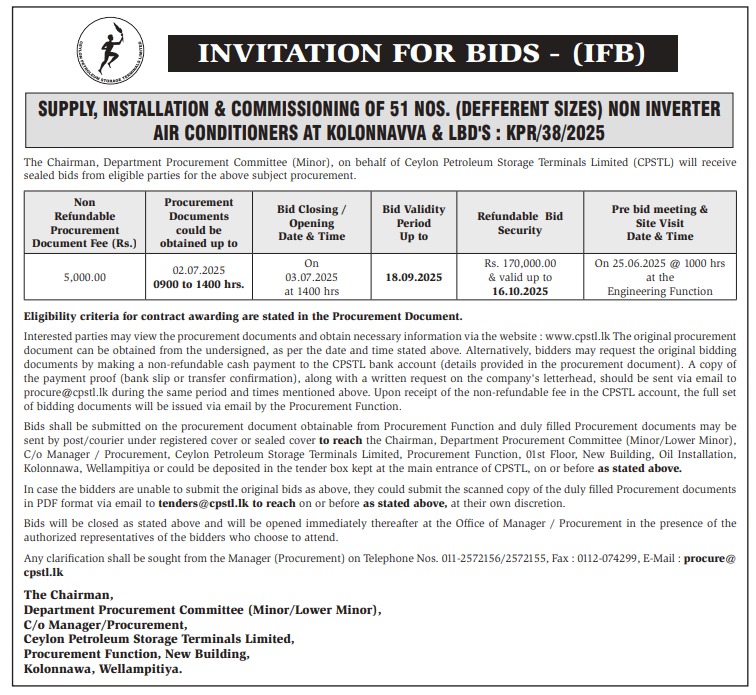 CEYLON PETROLEUM STORAGE TERMINALS LIMITED
INVITATION FOR BIDS - (IFB)
SUPPLY, INSTALLATION & COMMISSIONING OF 51 NOS. (DEFFERENT SIZES) NON INVERTER
AIR CONDITIONERS AT KOLONNAVVA & LBD'S : KPR/38/2025
The Chairman, Department Procurement Committee (Minor), on behalf of Ceylon Petroleum Storage Terminals Limited (CPSTL) will receive
sealed bids from eligible parties for the above subject procurement.
Non
Refundable
Procurement
Document Fee (Rs.)
Procurement
Documents
could be
obtained up to
Bid Closing /
Opening
Date & Time
Bid Validity
Period
Up to
Refundable Bid
Security
Pre bid meeting &
Site Visit
Date & Time
5,000.00
02.07.2025
0900 to 1400 hrs.
On
03.07.2025
at 1400 hrs
18.09.2025
Rs. 170,000.00
& valid up to
16.10.2025
On 25.06.2025 @ 1000 hrs
at the
Engineering Function
Eligibility criteria for contract awarding are stated in the Procurement Document.
Interested parties may view the procurement documents and obtain necessary information via the website : www.cpstl.lk The original procurement
document can be obtained from the undersigned, as per the date and time stated above. Alternatively, bidders may request the original bidding
documents by making a non-refundable cash payment to the CPSTL bank account (details provided in the procurement document). A copy of
the payment proof (bank slip or transfer confirmation), along with a written request on the company's letterhead, should be sent via email to
procure@cpstl.lk during the same period and times mentioned above. Upon receipt of the non-refundable fee in the CPSTL account, the full set
of bidding documents will be issued via email by the Procurement Function.
Bids shall be submitted on the procurement document obtainable from Procurement Function and duly filled Procurement documents may be
sent by post/courier under registered cover or sealed cover to reach the Chairman, Department Procurement Committee (Minor/Lower Minor),
C/o Manager / Procurement, Ceylon Petroleum Storage Terminals Limited, Procurement Function, 01st Floor, New Building, Oil Installation,
Kolonnawa, Wellampitiya or could be deposited in the tender box kept at the main entrance of CPSTL, on or before as stated above.
In case the bidders are unable to submit the original bids as above, they could submit the scanned copy of the duly filled Procurement documents
in PDF format via email to tenders@cpstl.lk to reach on or before as stated above, at their own discretion.
Bids will be closed as stated above and will be opened immediately thereafter at the Office of Manager / Procurement in the presence of the
authorized representatives of the bidders who choose to attend.
Any clarification shall be sought from the Manager (Procurement) on Telephone Nos. 011-2572156/2572155, Fax : 0112-074299, E-Mail : procure@
cpstl.lk
The Chairman,
Department Procurement Committee (Minor/Lower Minor),
C/o Manager/Procurement,
Ceylon Petroleum Storage Terminals Limited,
Procurement Function, New Building,
Kolonnawa, Wellampitiya.